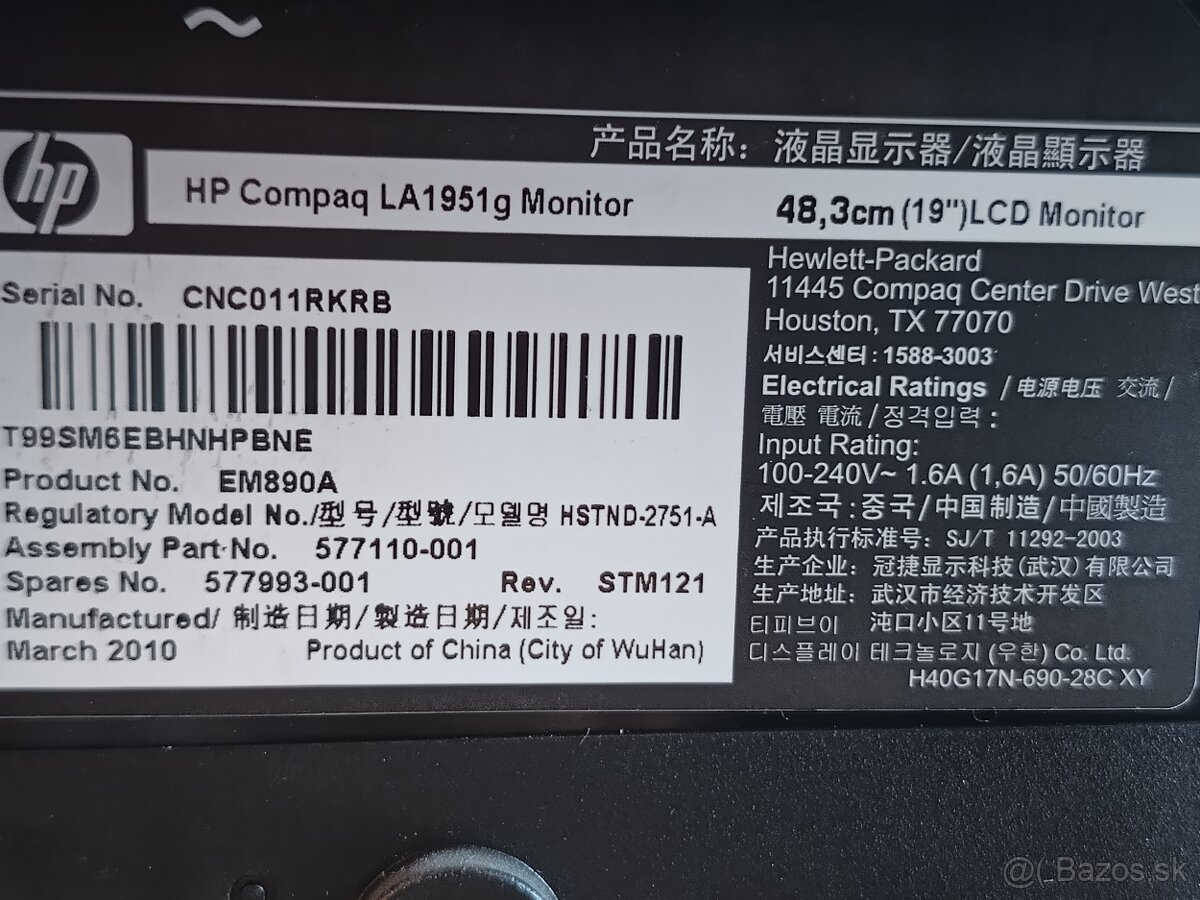 ~
产品名称：液晶显示器/液晶顯示器
hp
HP Compaq LA1951g Monitor
48,3cm (19")LCD Monitor
Serial No. CNC011RKRB
T99SM6EBHNHPBNE
Product No. EM890A
Regulatory Model No./型号/型號/모델명 HSTND-2751-A
Assembly Part No. 577110-001
Spares No. 577993-001 Rev. STM121
Manufactured/ 制造日期/製造日期/제조일:
March 2010 Product of China (City of WuHan)
Hewlett-Packard
11445 Compaq Center Drive West
Houston, TX 77070
서비스센터 : 1588-3003
Electrical Ratings /电源电压 交流/
電壓 電流/정격입력 :
Input Rating:
100-240V~ 1.6A (1,6A) 50/60Hz
제조국 : 중국/中国制造/中國製造
产品执行标准号: SJ/T 11292-2003
生产企业: 冠捷显示科技(武汉)有限公司
生产地址: 武汉市经济技术开发区
티피브이 沌口小区11号地
디스플레이 테크놀로지 (우한) Co. Ltd.
H40G17N-690-28C XY
@(_Bazos.sk